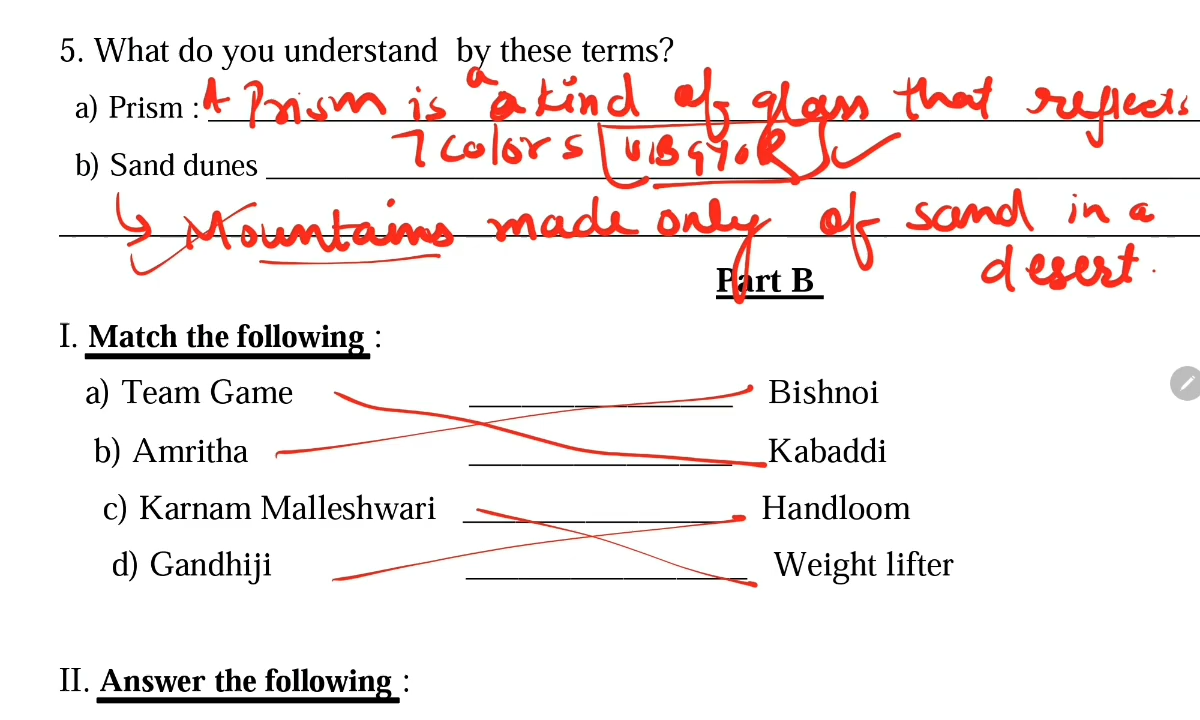 5. What do you understand by these terms?
a
a) Prism : A Prism is a kind of glass that reflects
7 colors VIBGYOR
b) Sand dunes
Mountains made only of sand in a
desert.
Part B
I. Match the following :
a) Team Game Bishnoi
b) Amritha Kabaddi
c) Karnam Malleshwari Handloom
d) Gandhiji Weight lifter
II. Answer the following :